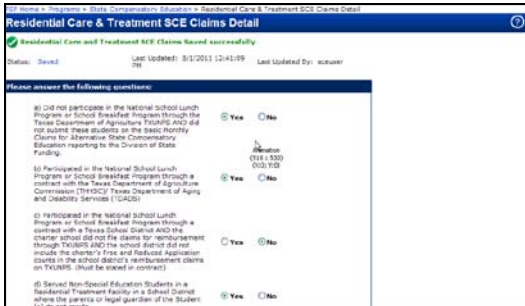 FSP Home > Programs > State Compensatory Education > Residential Care & Treatment SCE Claims Detail
Residential Care & Treatment SCE Claims Detail
Residential Care and Treatment SCE Claims Saved successfully.
Status: Saved Last Updated: 8/1/2011 12:41:09 PM Last Updated By: sceuser
Please answer the following questions:
a) Did not participate in the National School Lunch
Program or School Breakfast Program through the
Texas Department of Agriculture TXUNPS AND did
not submit these students on the Basic Monthly
Claims for Alternative State Compensatory
Education reporting to the Division of State
Funding.
Yes No
b) Participated in the National School Lunch
Program or School Breakfast Program through a
contract with the Texas Department of Agriculture
Commission (THHSC)/ Texas Department of Aging
and Disability Services (TDADS)
Yes No
c) Participated in the National School Lunch
Program or School Breakfast Program through a
contract with a Texas School District AND the
charter school did not file claims for reimbursement
through TXUNPS AND the school district did not
include the charter's Free and Reduced Application
counts in the school district's reimbursement claims
on TXUNPS. (Must be stated in contract)
Yes No
d) Served Non-Special Education Students in a
Residential Treatment Facility in a School District
where the parents or legal guardian of the Student
Yes No